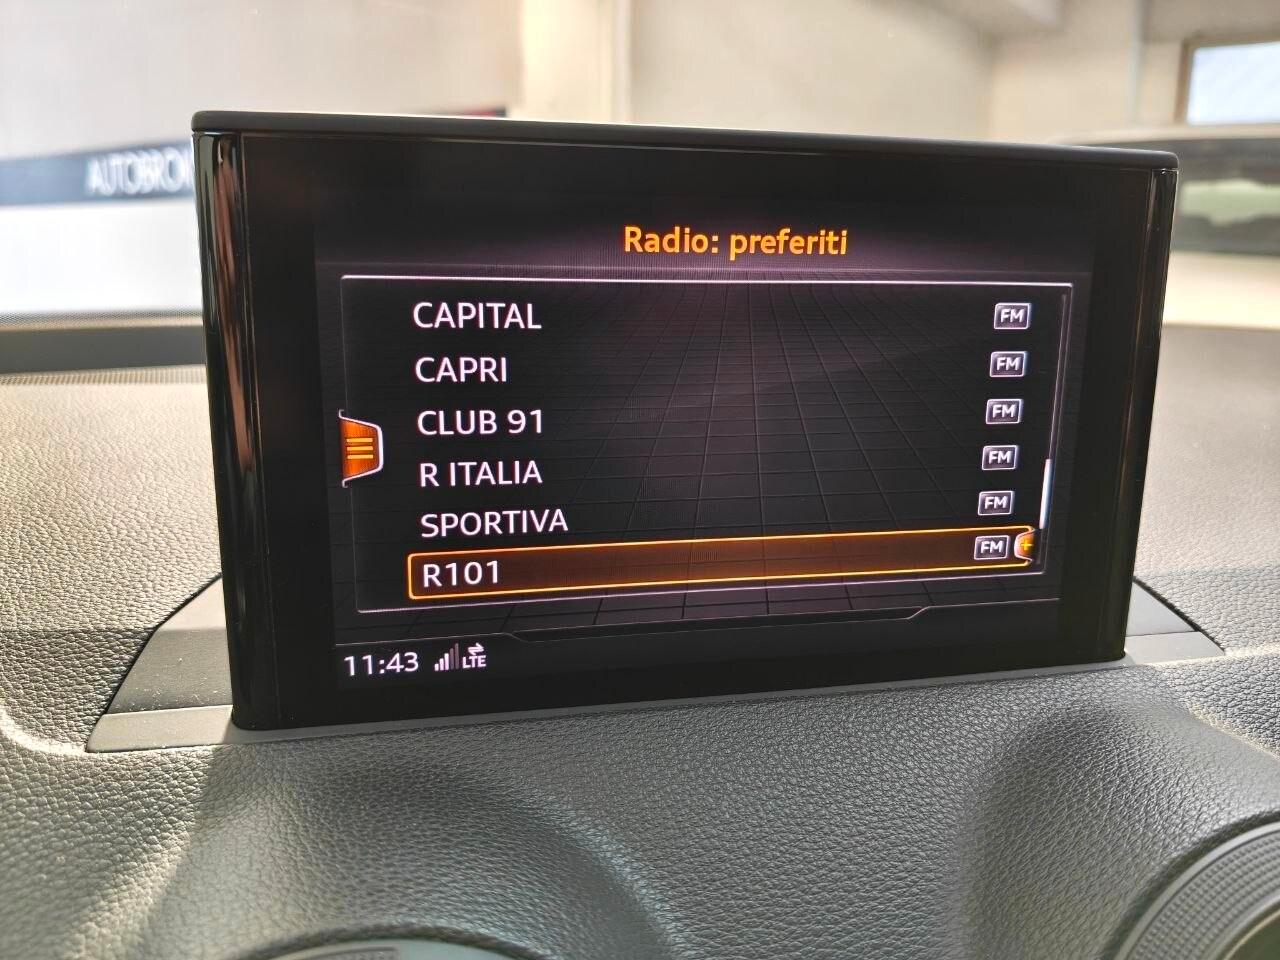 Radio: preferiti
CAPITAL FM
CAPRI FM
CLUB 91 FM
R ITALIA FM
SPORTIVA FM
R101 FM +
11:43 LTE